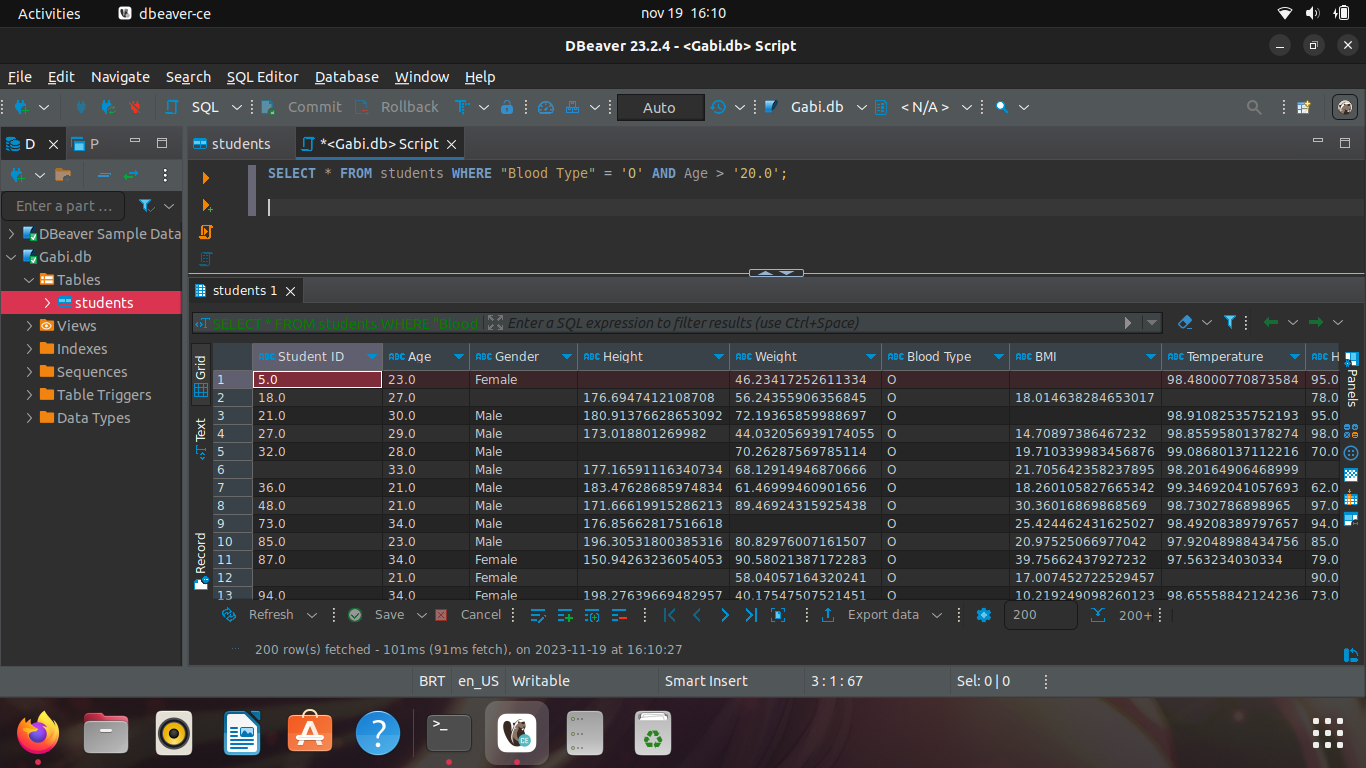 Activities dbeaver-ce nov 19 16:10
DBeaver 23.2.4 - <Gabi.db> Script
File Edit Navigate Search SQL Editor Database Window Help
SQL Commit Rollback Auto Gabi.db < N/A >
D P students *<Gabi.db> Script
SELECT * FROM students WHERE "Blood Type" = 'O' AND Age > '20.0';
Enter a part ...
DBeaver Sample Data
Gabi.db
Tables
students
Views
Indexes
Sequences
Table Triggers
Data Types
students 1
SELECT * FROM students WHERE "Blood Enter a SQL expression to filter results (use Ctrl+Space)
Grid
Text
Record
Panels
Student ID Age Gender Height Weight Blood Type BMI Temperature H
1 5.0 23.0 Female 46.23417252611334 O 98.48000770873584 95.0
2 18.0 27.0 176.6947412108708 56.24355906356845 O 18.014638284653017 78.0
3 21.0 30.0 Male 180.91376628653092 72.19365859988697 O 98.91082535752193 95.0
4 27.0 29.0 Male 173.018801269982 44.032056939174055 O 14.70897386467232 98.85595801378274 98.0
5 32.0 28.0 Male 70.26287569785114 O 19.710339983456876 99.08680137112216 70.0
6 33.0 Male 177.16591116340734 68.12914946870666 O 21.705642358237895 98.20164906468999
7 36.0 21.0 Male 183.47628685974834 61.46999460901656 O 18.260105827665342 99.34692041057693 62.0
8 48.0 21.0 Male 171.66619915286213 89.46924315925438 O 30.36016869868569 98.7302786898965 97.0
9 73.0 34.0 Male 176.85662817516618 O 25.424462431625027 98.49208389797657 94.0
10 85.0 23.0 Male 196.30531800385316 80.82976007161507 O 20.97525066977042 97.92048988434756 85.0
11 87.0 34.0 Female 150.94263236054053 90.58021387172283 O 39.75662437927232 97.563234030334 79.0
12 21.0 Female 58.04057164320241 O 17.007452722529457 90.0
13 94.0 34.0 Female 198.27639669482957 40.17547507521451 O 10.219249098260123 98.65558842124236 73.0
Refresh Save Cancel Export data 200 200+
200 row(s) fetched - 101ms (91ms fetch), on 2023-11-19 at 16:10:27
BRT en_US Writable Smart Insert 3 : 1 : 67 Sel: 0 | 0